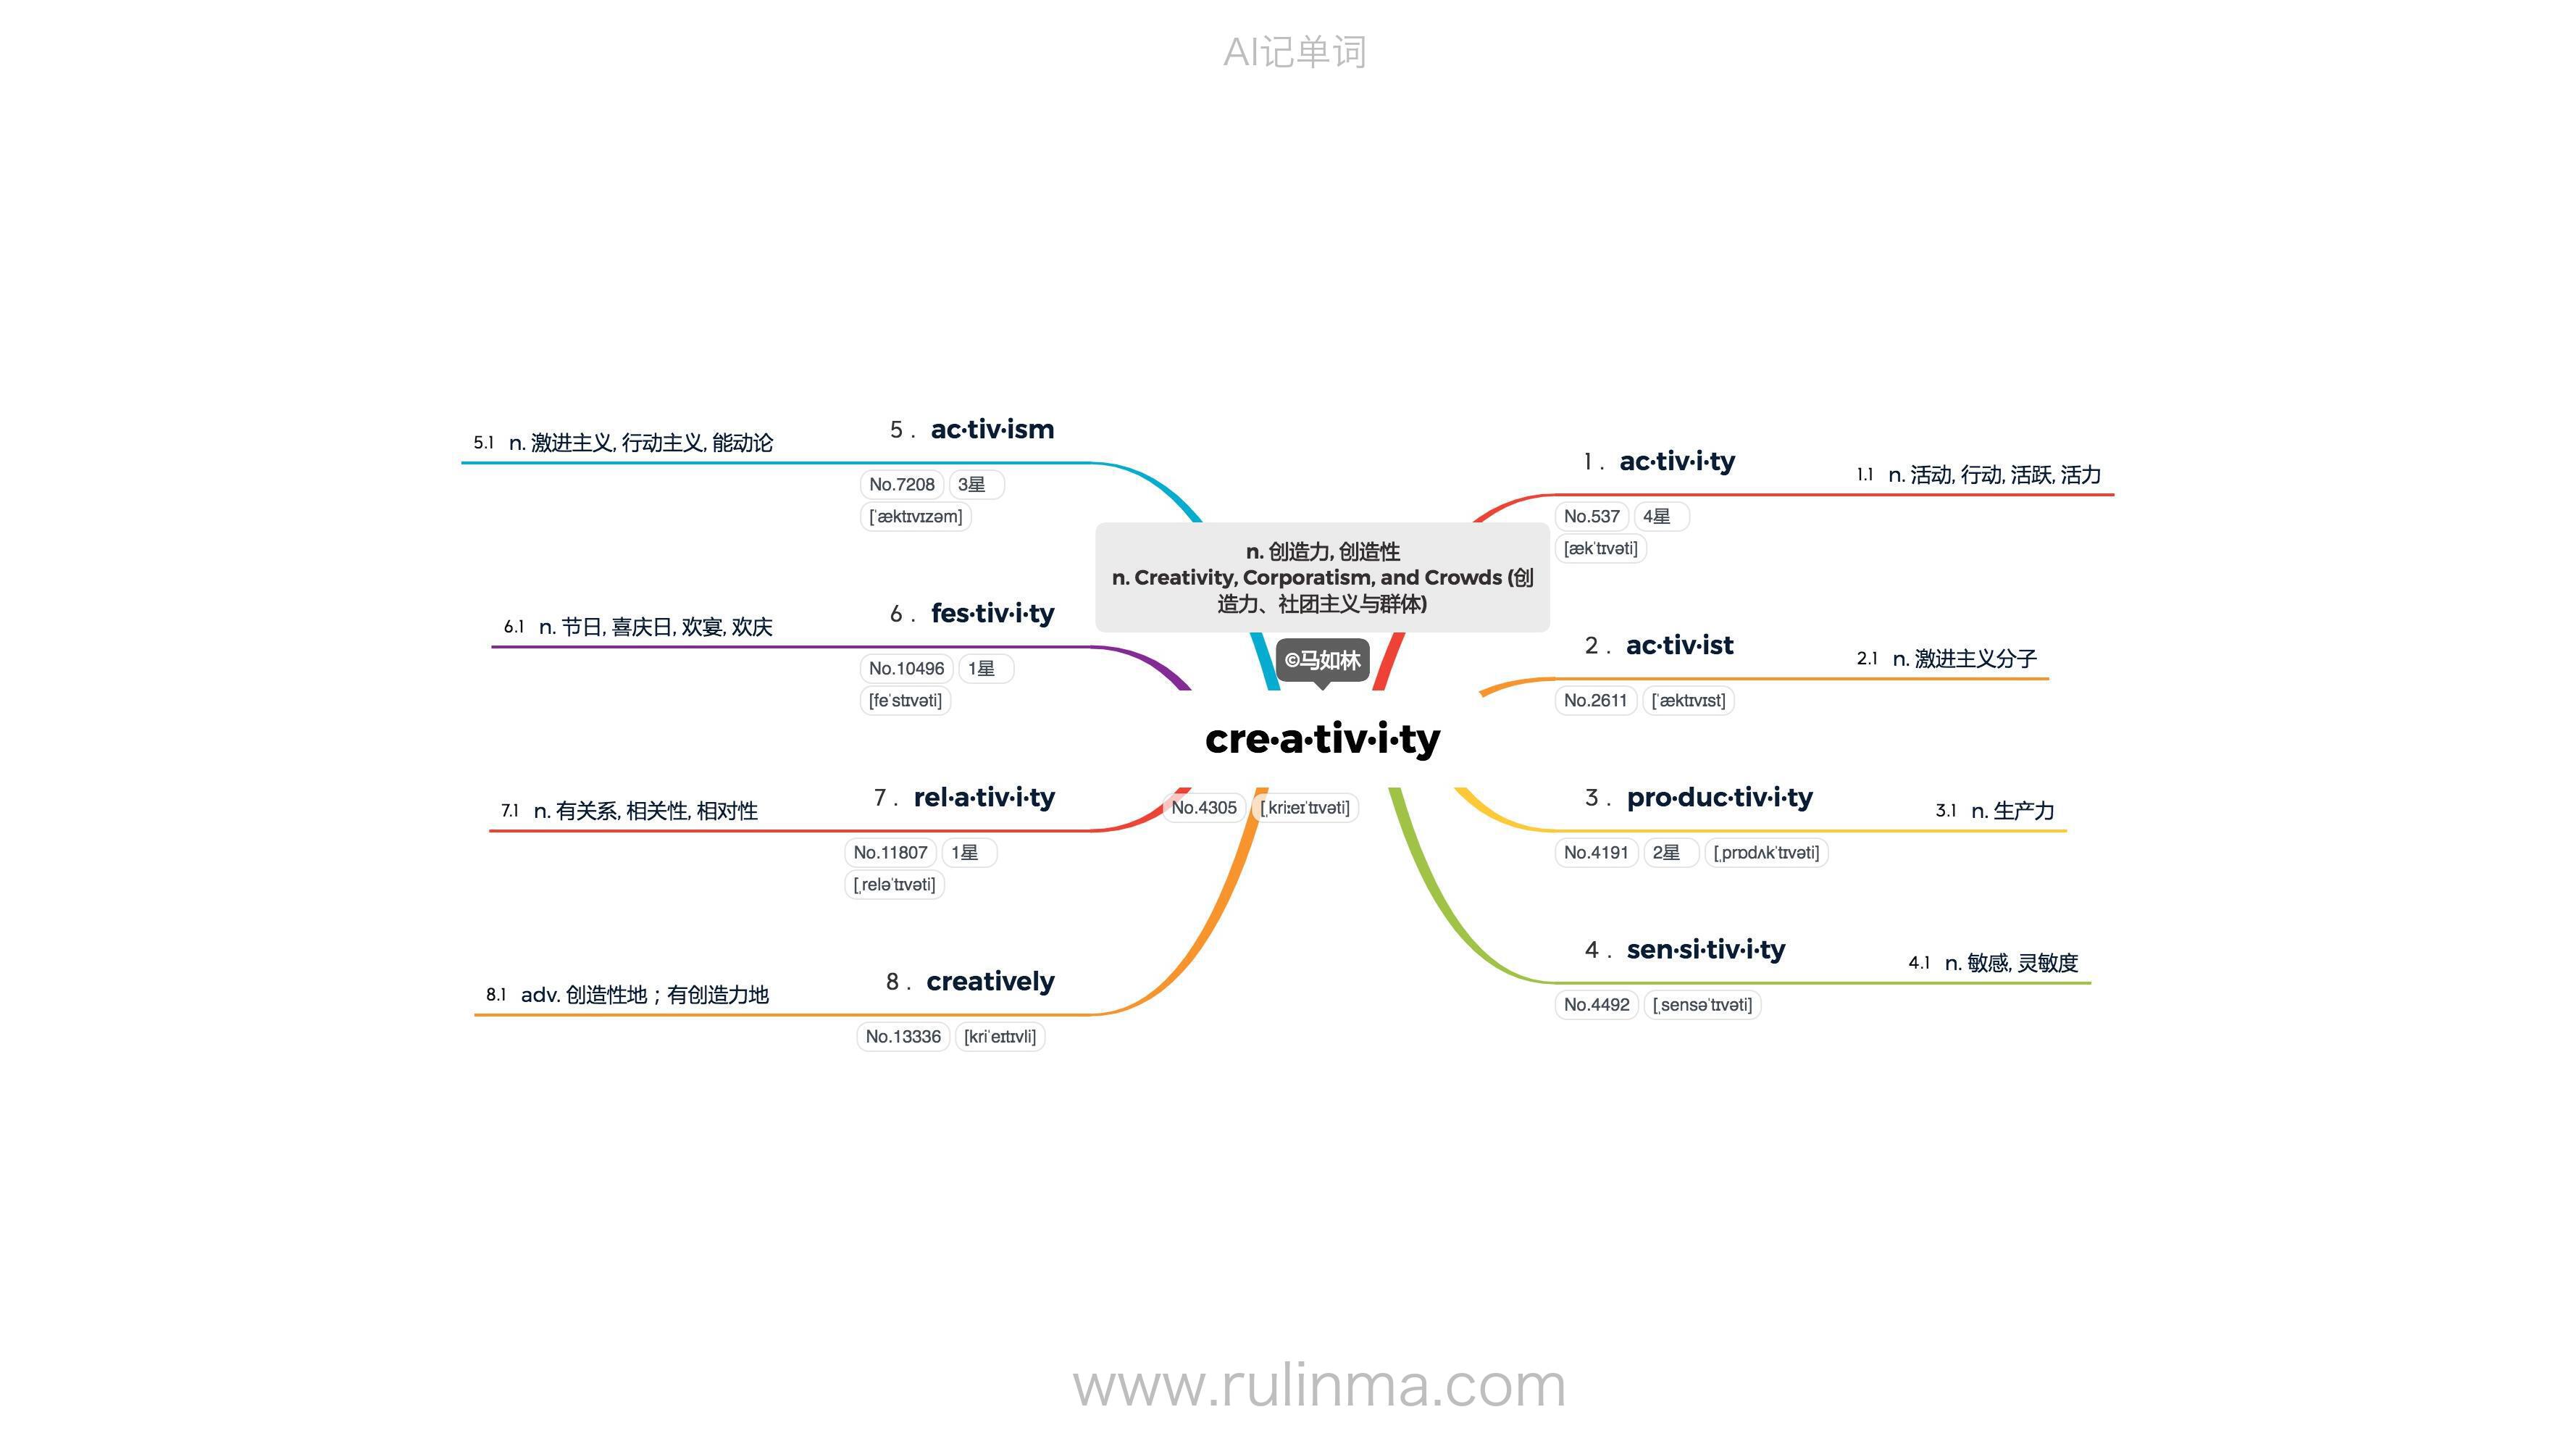 AI记单词
n. 创造力, 创造性
n. Creativity, Corporatism, and Crowds (创
造力、社团主义与群体)
©马如林
cre·a·tiv·i·ty
No.4305 [ˌkriːeɪˈtɪvəti]
1 . ac·tiv·i·ty
No.537 4星
[ækˈtɪvəti]
1.1 n. 活动, 行动, 活跃, 活力
2 . ac·tiv·ist
No.2611 [ˈæktɪvɪst]
2.1 n. 激进主义分子
3 . pro·duc·tiv·i·ty
No.4191 2星 [ˌprɒdʌkˈtɪvəti]
3.1 n. 生产力
4 . sen·si·tiv·i·ty
No.4492 [ˌsensəˈtɪvəti]
4.1 n. 敏感, 灵敏度
5 . ac·tiv·ism
No.7208 3星
[ˈæktɪvɪzəm]
5.1 n. 激进主义, 行动主义, 能动论
6 . fes·tiv·i·ty
No.10496 1星
[feˈstɪvəti]
6.1 n. 节日, 喜庆日, 欢宴, 欢庆
7 . rel·a·tiv·i·ty
No.11807 1星
[ˌreləˈtɪvəti]
7.1 n. 有关系, 相关性, 相对性
8 . creatively
No.13336 [kriˈeɪtɪvli]
8.1 adv. 创造性地；有创造力地
www.rulinma.com